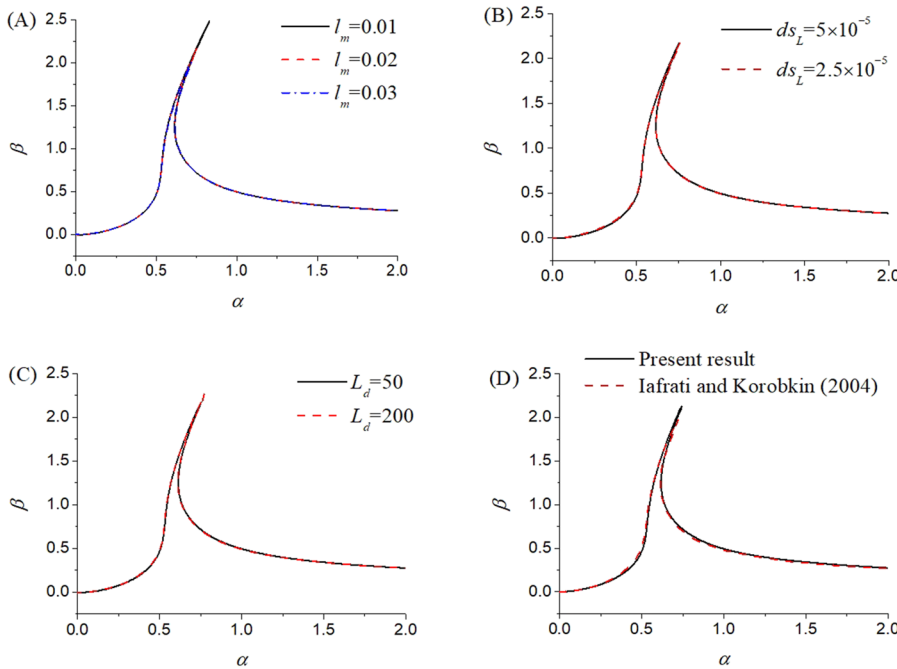 (A)
l_m=0.01
l_m=0.02
l_m=0.03
2.5
2.0
1.5
1.0
0.5
0.0
β
0.0 0.5 1.0 1.5 2.0
α
(B)
ds_L=5×10^-5
ds_L=2.5×10^-5
2.5
2.0
1.5
1.0
0.5
0.0
β
0.0 0.5 1.0 1.5 2.0
α
(C)
L_d=50
L_d=200
2.5
2.0
1.5
1.0
0.5
0.0
β
0.0 0.5 1.0 1.5 2.0
α
(D)
Present result
Iafrati and Korobkin (2004)
2.5
2.0
1.5
1.0
0.5
0.0
β
0.0 0.5 1.0 1.5 2.0
α